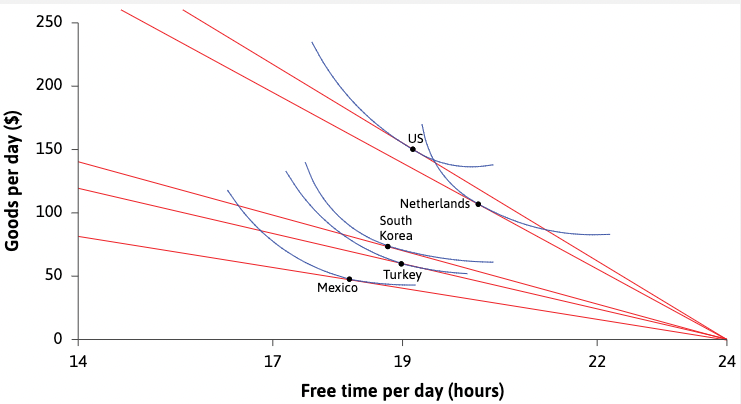 250
200
150
100
50
0
Goods per day ($)
US
Netherlands
South
Korea
Turkey
Mexico
14
17
19
22
24
Free time per day (hours)